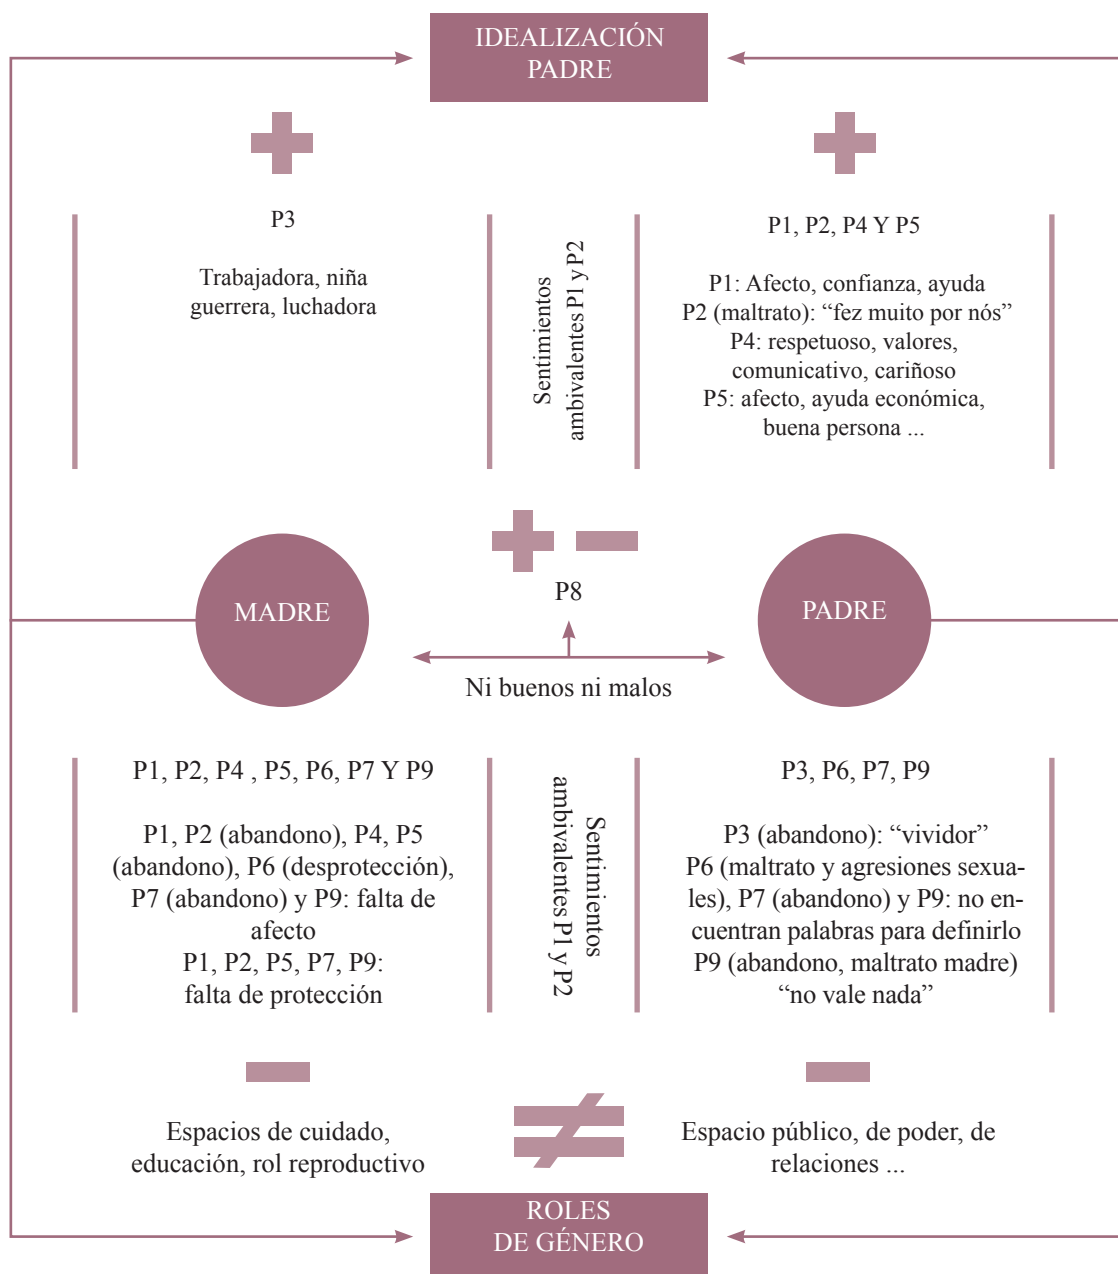 IDEALIZACIÓN
PADRE
P3
Trabajadora, niña
guerrera, luchadora
Sentimientos
ambivalentes P1 y P2
P1, P2, P4 Y P5
P1: Afecto, confianza, ayuda
P2 (maltrato): “fez muito por nós”
P4: respetuoso, valores,
comunicativo, cariñoso
P5: afecto, ayuda económica,
buena persona ...
P8
MADRE
PADRE
Ni buenos ni malos
P1, P2, P4 , P5, P6, P7 Y P9
P1, P2 (abandono), P4, P5
(abandono), P6 (desprotección),
P7 (abandono) y P9: falta de
afecto
P1, P2, P5, P7, P9:
falta de protección
Sentimientos
ambivalentes P1 y P2
P3, P6, P7, P9
P3 (abandono): “vividor”
P6 (maltrato y agresiones sexua-
les), P7 (abandono) y P9: no en-
cuentran palabras para definirlo
P9 (abandono, maltrato madre)
“no vale nada”
Espacios de cuidado,
educación, rol reproductivo
Espacio público, de poder, de
relaciones ...
ROLES
DE GÉNERO